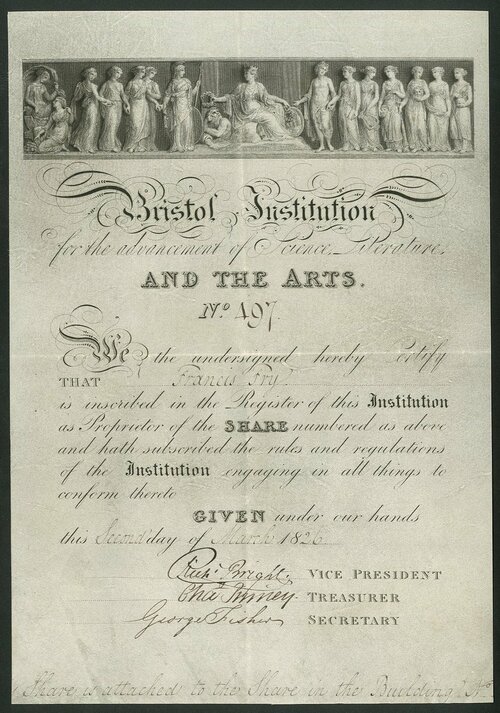 Bristol Institution
for the advancement of Science, Literature,
AND THE ARTS.
No 497.
We the undersigned hereby Certify
THAT Francis Fry
is inscribed in the Register of this Institution
as Proprietor of the SHARE numbered as above
and hath subscribed the rules and regulations
of the Institution engaging in all things to
conform thereto
GIVEN under our hands
this Second day of March 1826
Richd Bright. VICE PRESIDENT
TREASURER
George Fisher SECRETARY
Share is attached to the Share in the Building, No